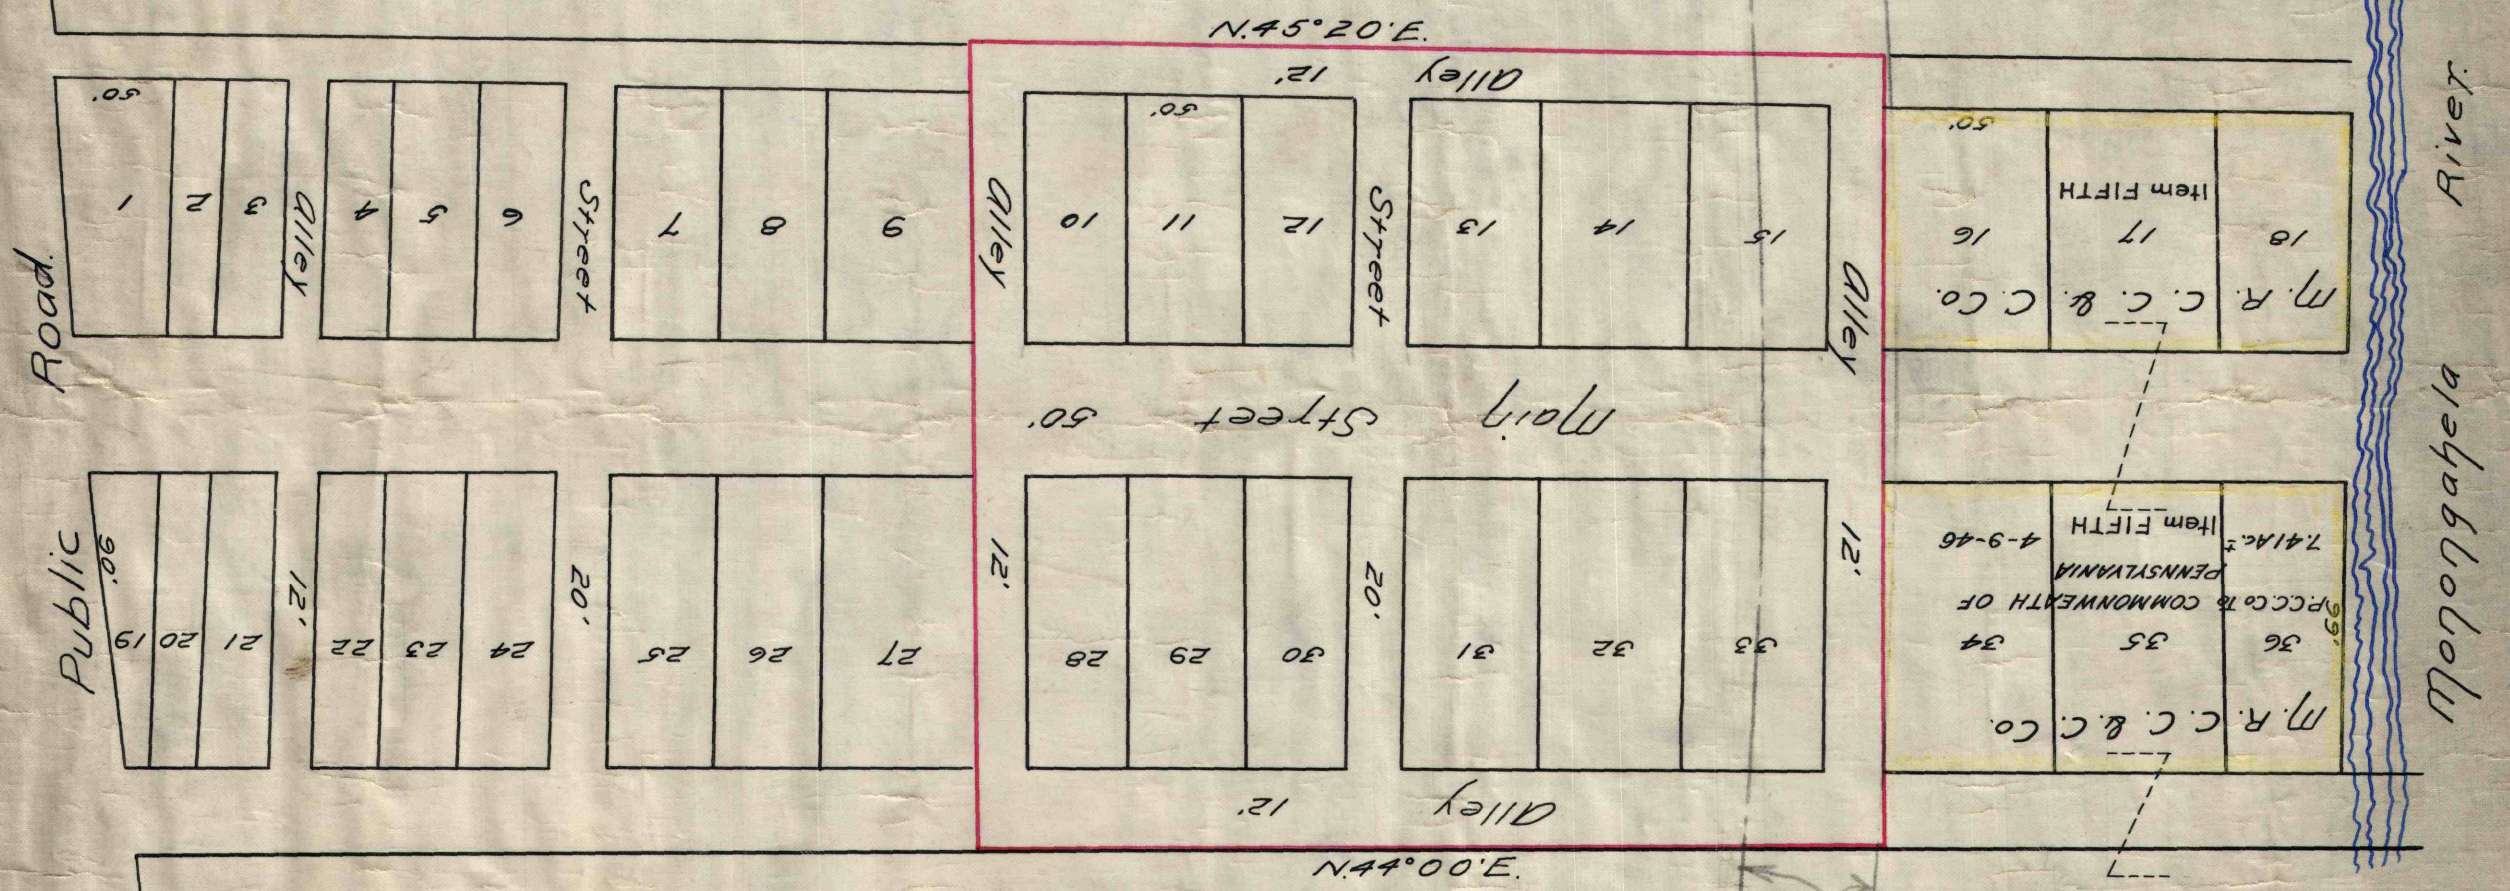 N.45°20'E.
alley
12'
50'
1
2
3
alley
4
5
6
Street
7
8
9
alley
10
50'
11
12
Street
13
14
15
alley
50'
16
Item FIFTH
17
18
M. R. C. C. & C. Co.
Road.
River.
Main Street 50'
Public
90'
19
20
21
12'
22
23
24
20'
25
26
27
12'
28
29
30
20'
31
32
33
12'
7.41 Ac.±
Item FIFTH
4-9-46
P.C.C.Co To COMMONWEATH OF
PENNSYLVANIA
99'
36
35
34
M. R. C. C. & C. Co.
Monongahela
alley
12'
N.44°00'E.